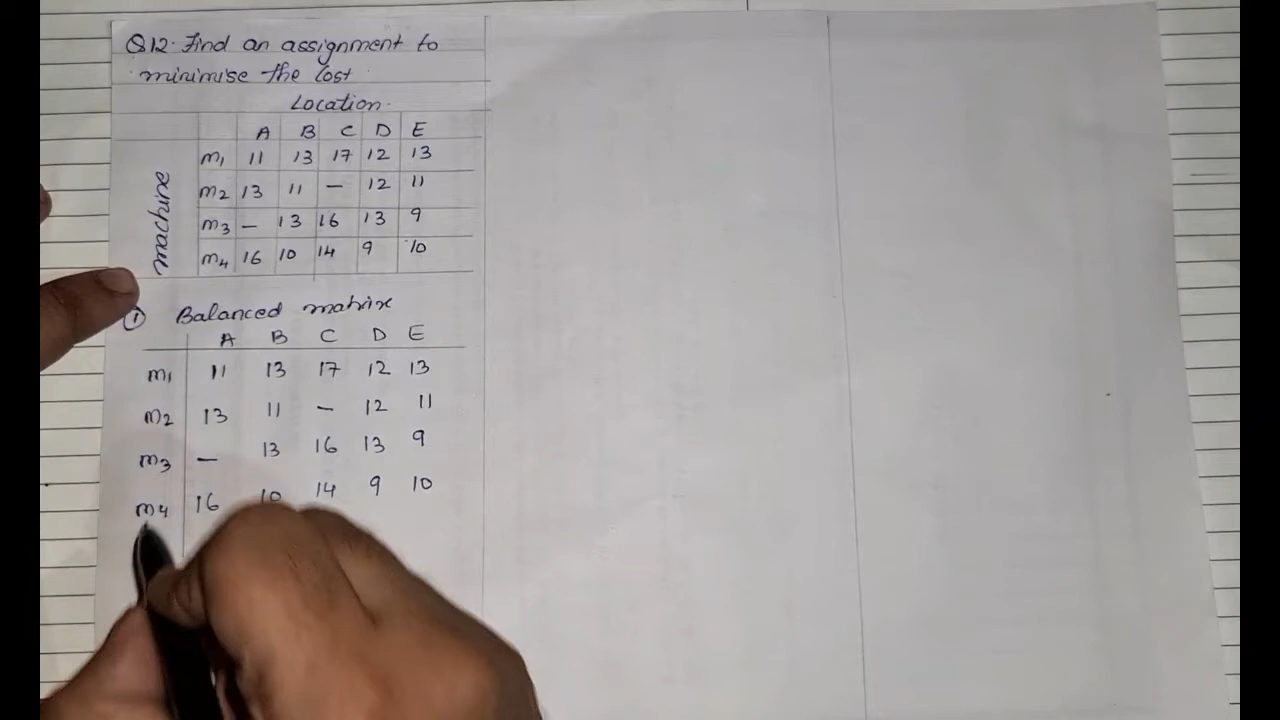 Q12. Find an assignment to
minimise the Cost
Location.
A B C D E
machine
m1 11 13 17 12 13
m2 13 11 — 12 11
m3 — 13 16 13 9
m4 16 10 14 9 10
① Balanced matrix
A B C D E
m1 11 13 17 12 13
m2 13 11 — 12 11
m3 — 13 16 13 9
m4 16 10 14 9 10